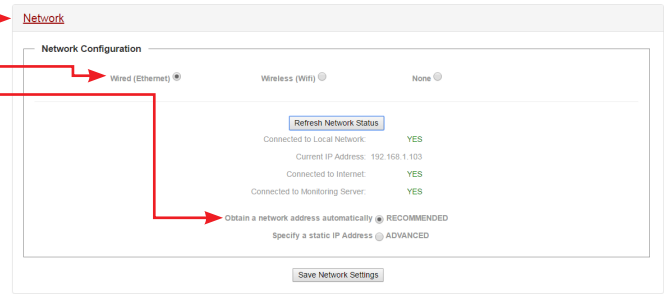 Network
Network Configuration
Wired (Ethernet) Wireless (Wifi) None
Refresh Network Status
Connected to Local Network: YES
Current IP Address: 192.168.1.103
Connected to Internet: YES
Connected to Monitoring Server: YES
Obtain a network address automatically RECOMMENDED
Specify a static IP Address ADVANCED
Save Network Settings